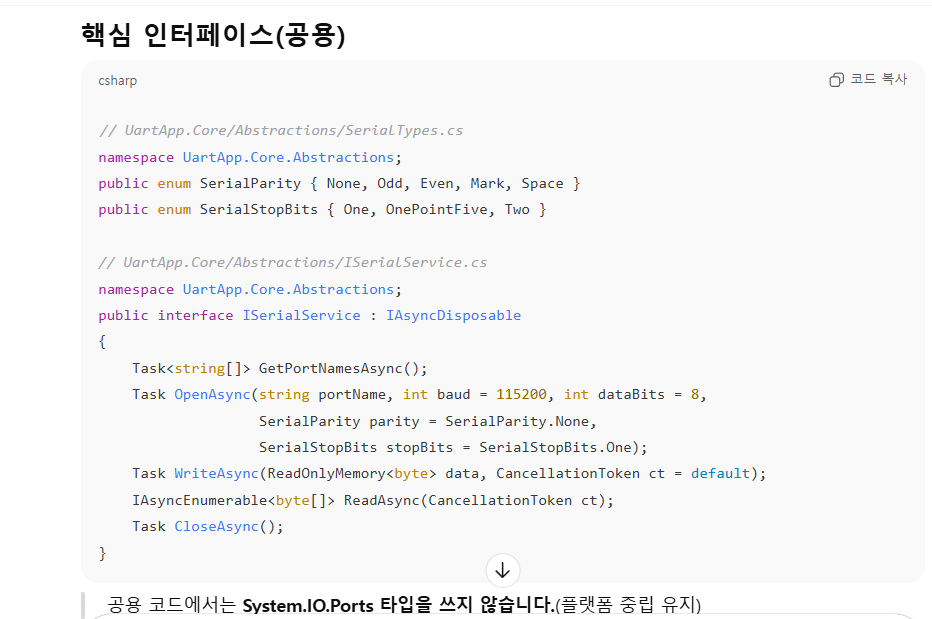 핵심 인터페이스(공용)
csharp
코드 복사
// UartApp.Core/Abstractions/SerialTypes.cs
namespace UartApp.Core.Abstractions;
public enum SerialParity { None, Odd, Even, Mark, Space }
public enum SerialStopBits { One, OnePointFive, Two }
// UartApp.Core/Abstractions/ISerialService.cs
namespace UartApp.Core.Abstractions;
public interface ISerialService : IAsyncDisposable
{
    Task<string[]> GetPortNamesAsync();
    Task OpenAsync(string portName, int baud = 115200, int dataBits = 8,
                   SerialParity parity = SerialParity.None,
                   SerialStopBits stopBits = SerialStopBits.One);
    Task WriteAsync(ReadOnlyMemory<byte> data, CancellationToken ct = default);
    IAsyncEnumerable<byte[]> ReadAsync(CancellationToken ct);
    Task CloseAsync();
}
공용 코드에서는 System.IO.Ports 타입을 쓰지 않습니다.(플랫폼 중립 유지)